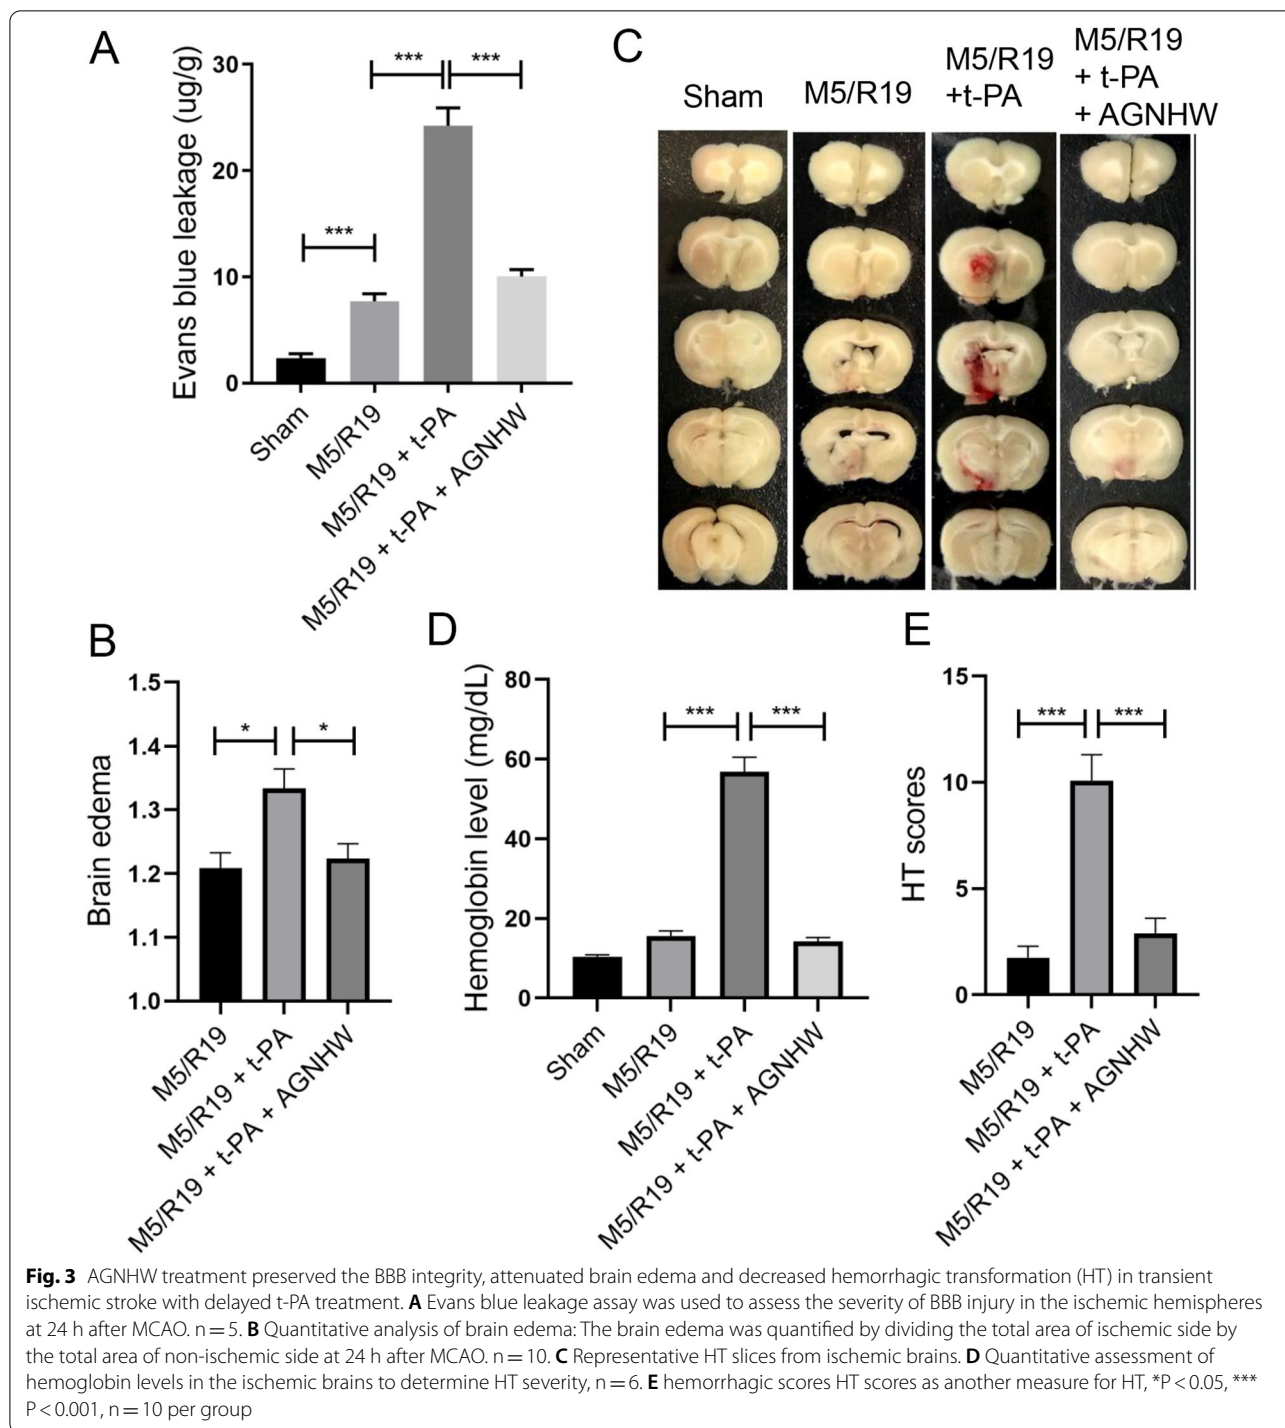 A
Evans blue leakage (ug/g)
30
20
10
0
***
***
***
Sham
M5/R19
M5/R19 + t-PA
M5/R19 + t-PA + AGNHW
C
Sham
M5/R19
M5/R19
+t-PA
M5/R19
+ t-PA
+ AGNHW
B
Brain edema
1.5
1.4
1.3
1.2
1.1
1.0
*
*
M5/R19
M5/R19 + t-PA
M5/R19 + t-PA + AGNHW
D
Hemoglobin level (mg/dL)
80
60
40
20
0
***
***
Sham
M5/R19
M5/R19 + t-PA
M5/R19 + t-PA + AGNHW
E
HT scores
15
10
5
0
***
***
M5/R19
M5/R19 + t-PA
M5/R19 + t-PA + AGNHW
Fig. 3 AGNHW treatment preserved the BBB integrity, attenuated brain edema and decreased hemorrhagic transformation (HT) in transient
ischemic stroke with delayed t-PA treatment. A Evans blue leakage assay was used to assess the severity of BBB injury in the ischemic hemispheres
at 24 h after MCAO. n = 5. B Quantitative analysis of brain edema: The brain edema was quantified by dividing the total area of ischemic side by
the total area of non-ischemic side at 24 h after MCAO. n = 10. C Representative HT slices from ischemic brains. D Quantitative assessment of
hemoglobin levels in the ischemic brains to determine HT severity, n = 6. E hemorrhagic scores HT scores as another measure for HT, *P < 0.05, ***
P < 0.001, n = 10 per group